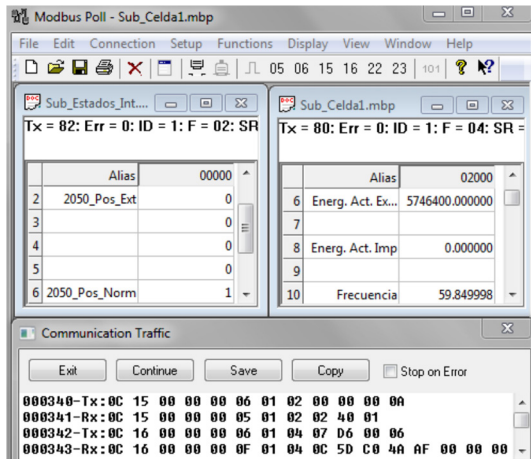 Modbus Poll - Sub_Celda1.mbp
File Edit Connection Setup Functions Display View Window Help
05 06 15 16 22 23 101
Sub_Estados_Int....
Tx = 82: Err = 0: ID = 1: F = 02: SR
Alias 00000
2 2050_Pos_Ext 0
3 0
4 0
5 0
6 2050_Pos_Norm 1
Sub_Celda1.mbp
Tx = 80: Err = 0: ID = 1: F = 04: SR =
Alias 02000
6 Energ. Act. Ex... 5746400.000000
7
8 Energ. Act. Imp 0.000000
9
10 Frecuencia 59.849998
Communication Traffic
Exit Continue Save Copy Stop on Error
000340-Tx:0C 15 00 00 00 06 01 02 00 00 00 0A
000341-Rx:0C 15 00 00 00 05 01 02 02 40 01
000342-Tx:0C 16 00 00 00 06 01 04 07 D6 00 06
000343-Rx:0C 16 00 00 00 0F 01 04 0C 5D C0 4A AF 00 00 00